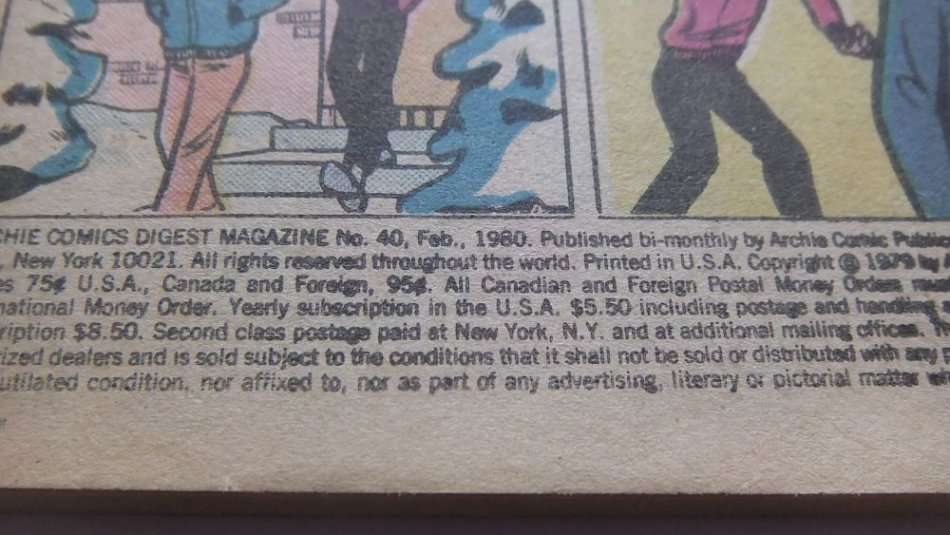 CHIE COMICS DIGEST MAGAZINE No. 40, Feb., 1980. Published bi-monthly by Archie Comic
New York 10021. All rights reserved throughout the world. Printed in U.S.A. Copyright © 1979 by
es 75¢ U.S.A., Canada and Foreign, 95¢. All Canadian and Foreign Postal Money Orders
national Money Order. Yearly subscription in the U.S.A. $5.50 including postage and handling
ription $8.50. Second class postage paid at New York, N.Y. and at additional mailing offices.
rized dealers and is sold subject to the conditions that it shall not be sold or distributed with any
utilated condition, nor affixed to, nor as part of any advertising, literary or pictorial matter